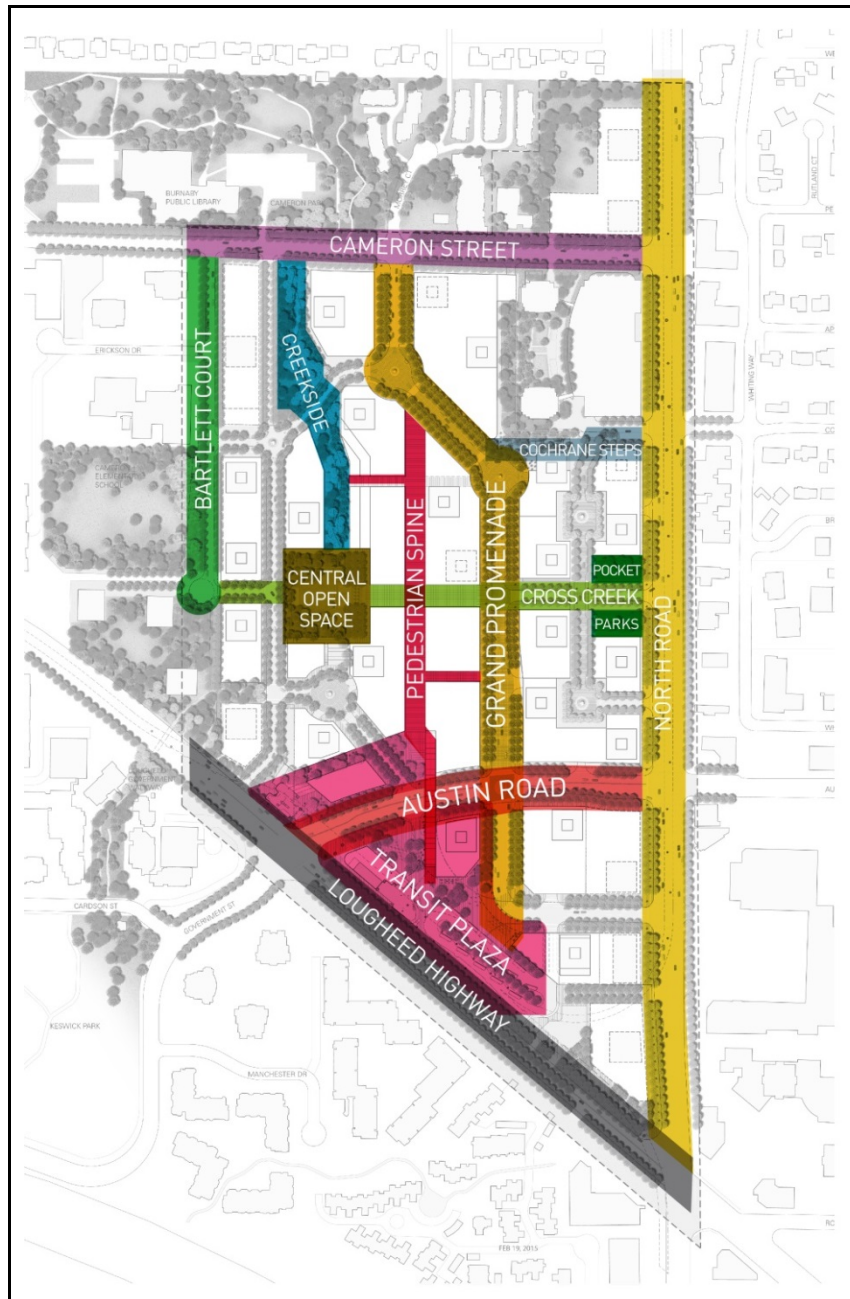 BURNABY
PUBLIC LIBRARY
CAMERON PARK
RUTLAND CT
CAMERON STREET
ERICKSON DR
BARTLETT COURT
CREEKSIDE
WHITING WAY
COCHRANE STEPS
PEDESTRIAN SPINE
GRAND PROMENADE
NORTH ROAD
CENTRAL
OPEN
SPACE
POCKET
CROSS CREEK
PARKS
AUSTIN ROAD
TRANSIT PLAZA
LOUGHEED HIGHWAY
CARDSON ST
GOVERNMENT ST
KESWICK PARK
MANCHESTER DR
FEB 19, 2015